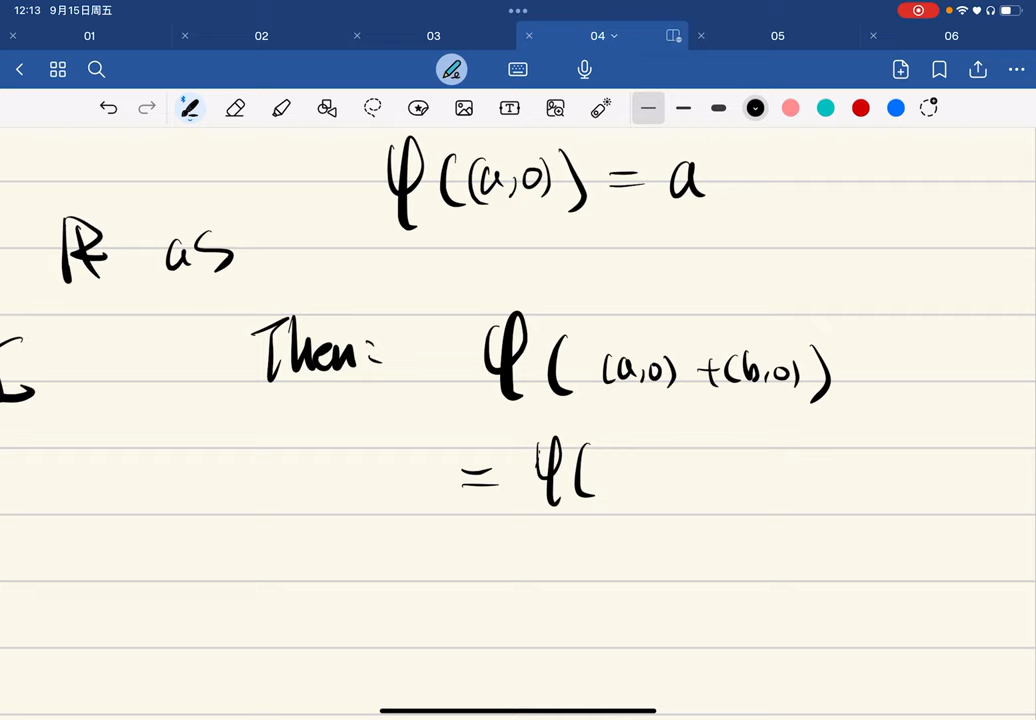 12:13 9月15日周五
01 02 03 04 05 06
φ((a,0)) = a
ℝ as
Then: φ( (a,0) +(b,0))
= φ(